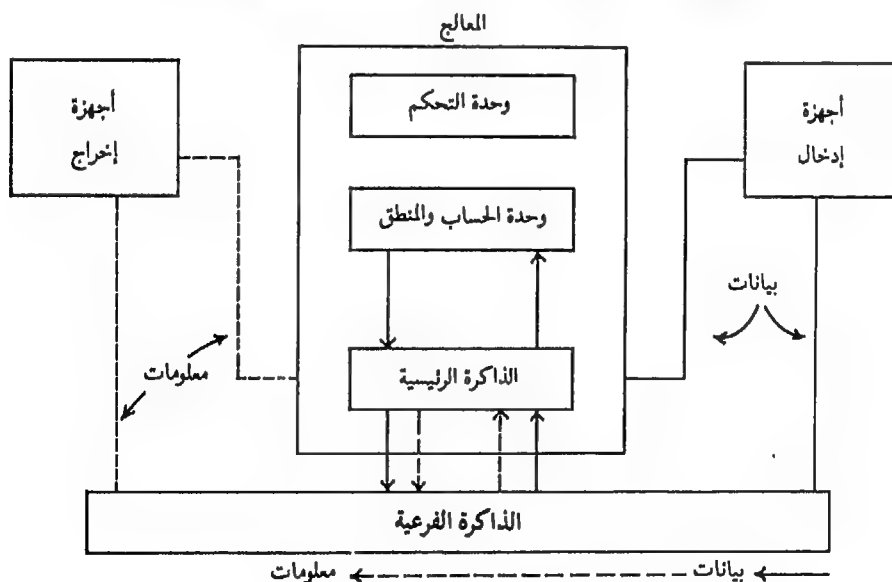 المعالج
أجهزة
إدخال
وحدة التحكم
أجهزة
إخراج
وحدة الحساب والمنطق
بيانات
الذاكرة الرئيسية
معلومات
الذاكرة الفرعية
بيانات
معلومات